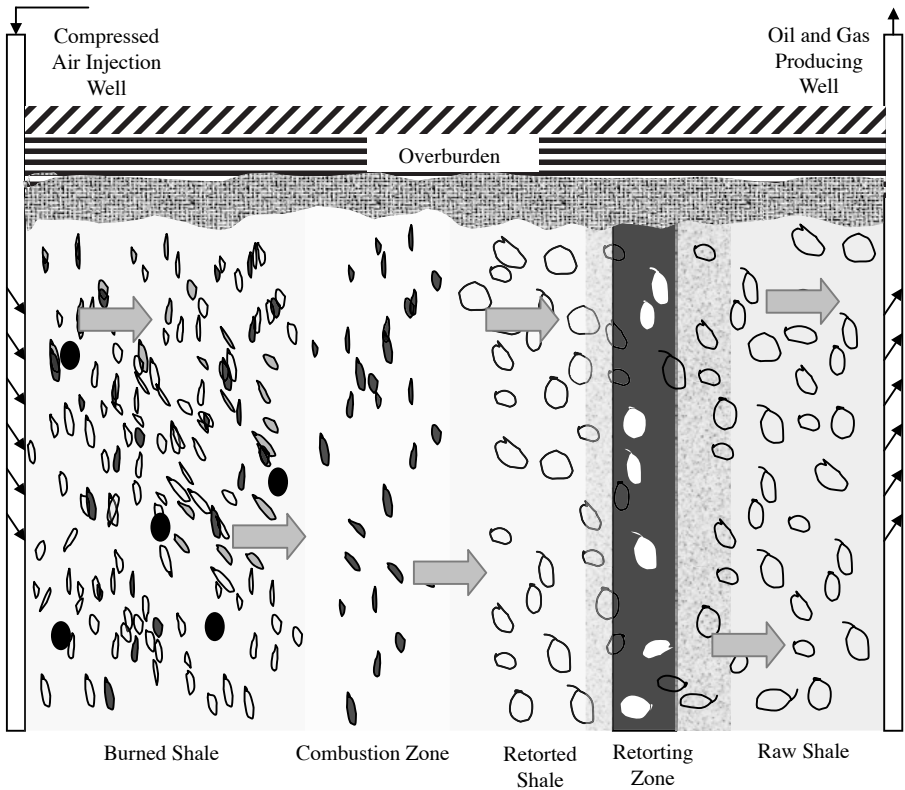 Compressed
Air Injection
Well
Oil and Gas
Producing
Well
Overburden
Burned Shale
Combustion Zone
Retorted
Shale
Retorting
Zone
Raw Shale